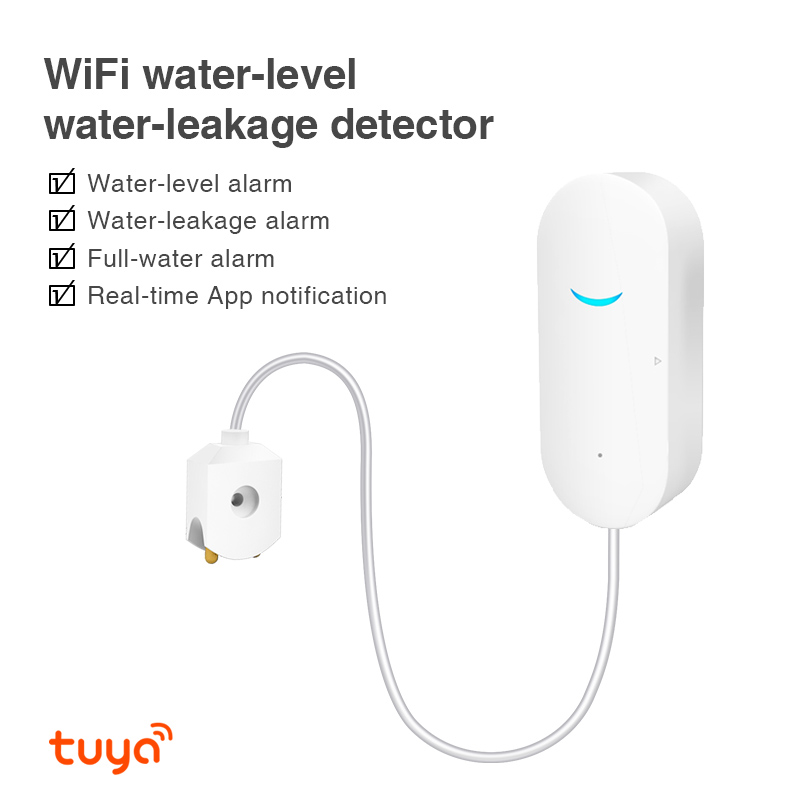 WiFi water-level
water-leakage detector
Water-level alarm
Water-leakage alarm
Full-water alarm
Real-time App notification
tuya